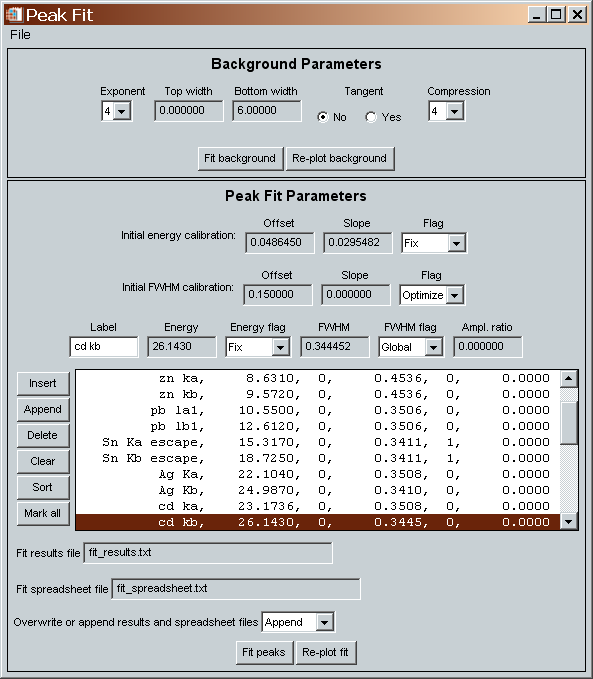 Peak Fit
File
Background Parameters
Exponent Top width Bottom width Tangent Compression
4 0.000000 6.00000 No Yes 4
Fit background Re-plot background
Peak Fit Parameters
Offset Slope Flag
Initial energy calibration: 0.0486450 0.0295482 Fix
Offset Slope Flag
Initial FWHM calibration: 0.150000 0.000000 Optimize
Label Energy Energy flag FWHM FWHM flag Ampl. ratio
cd kb 26.1430 Fix 0.344452 Global 0.000000
Insert
Append
Delete
Clear
Sort
Mark all
zn ka, 8.6310, 0, 0.4536, 0, 0.0000
zn kb, 9.5720, 0, 0.4536, 0, 0.0000
pb la1, 10.5500, 0, 0.3506, 0, 0.0000
pb lb1, 12.6120, 0, 0.3506, 0, 0.0000
Sn Ka escape, 15.3170, 0, 0.3411, 1, 0.0000
Sn Kb escape, 18.7250, 0, 0.3411, 1, 0.0000
Ag Ka, 22.1040, 0, 0.3508, 0, 0.0000
Ag Kb, 24.9870, 0, 0.3410, 0, 0.0000
cd ka, 23.1736, 0, 0.3508, 0, 0.0000
cd kb, 26.1430, 0, 0.3445, 0, 0.0000
Fit results file fit_results.txt
Fit spreadsheet file fit_spreadsheet.txt
Overwrite or append results and spreadsheet files Append
Fit peaks Re-plot fit